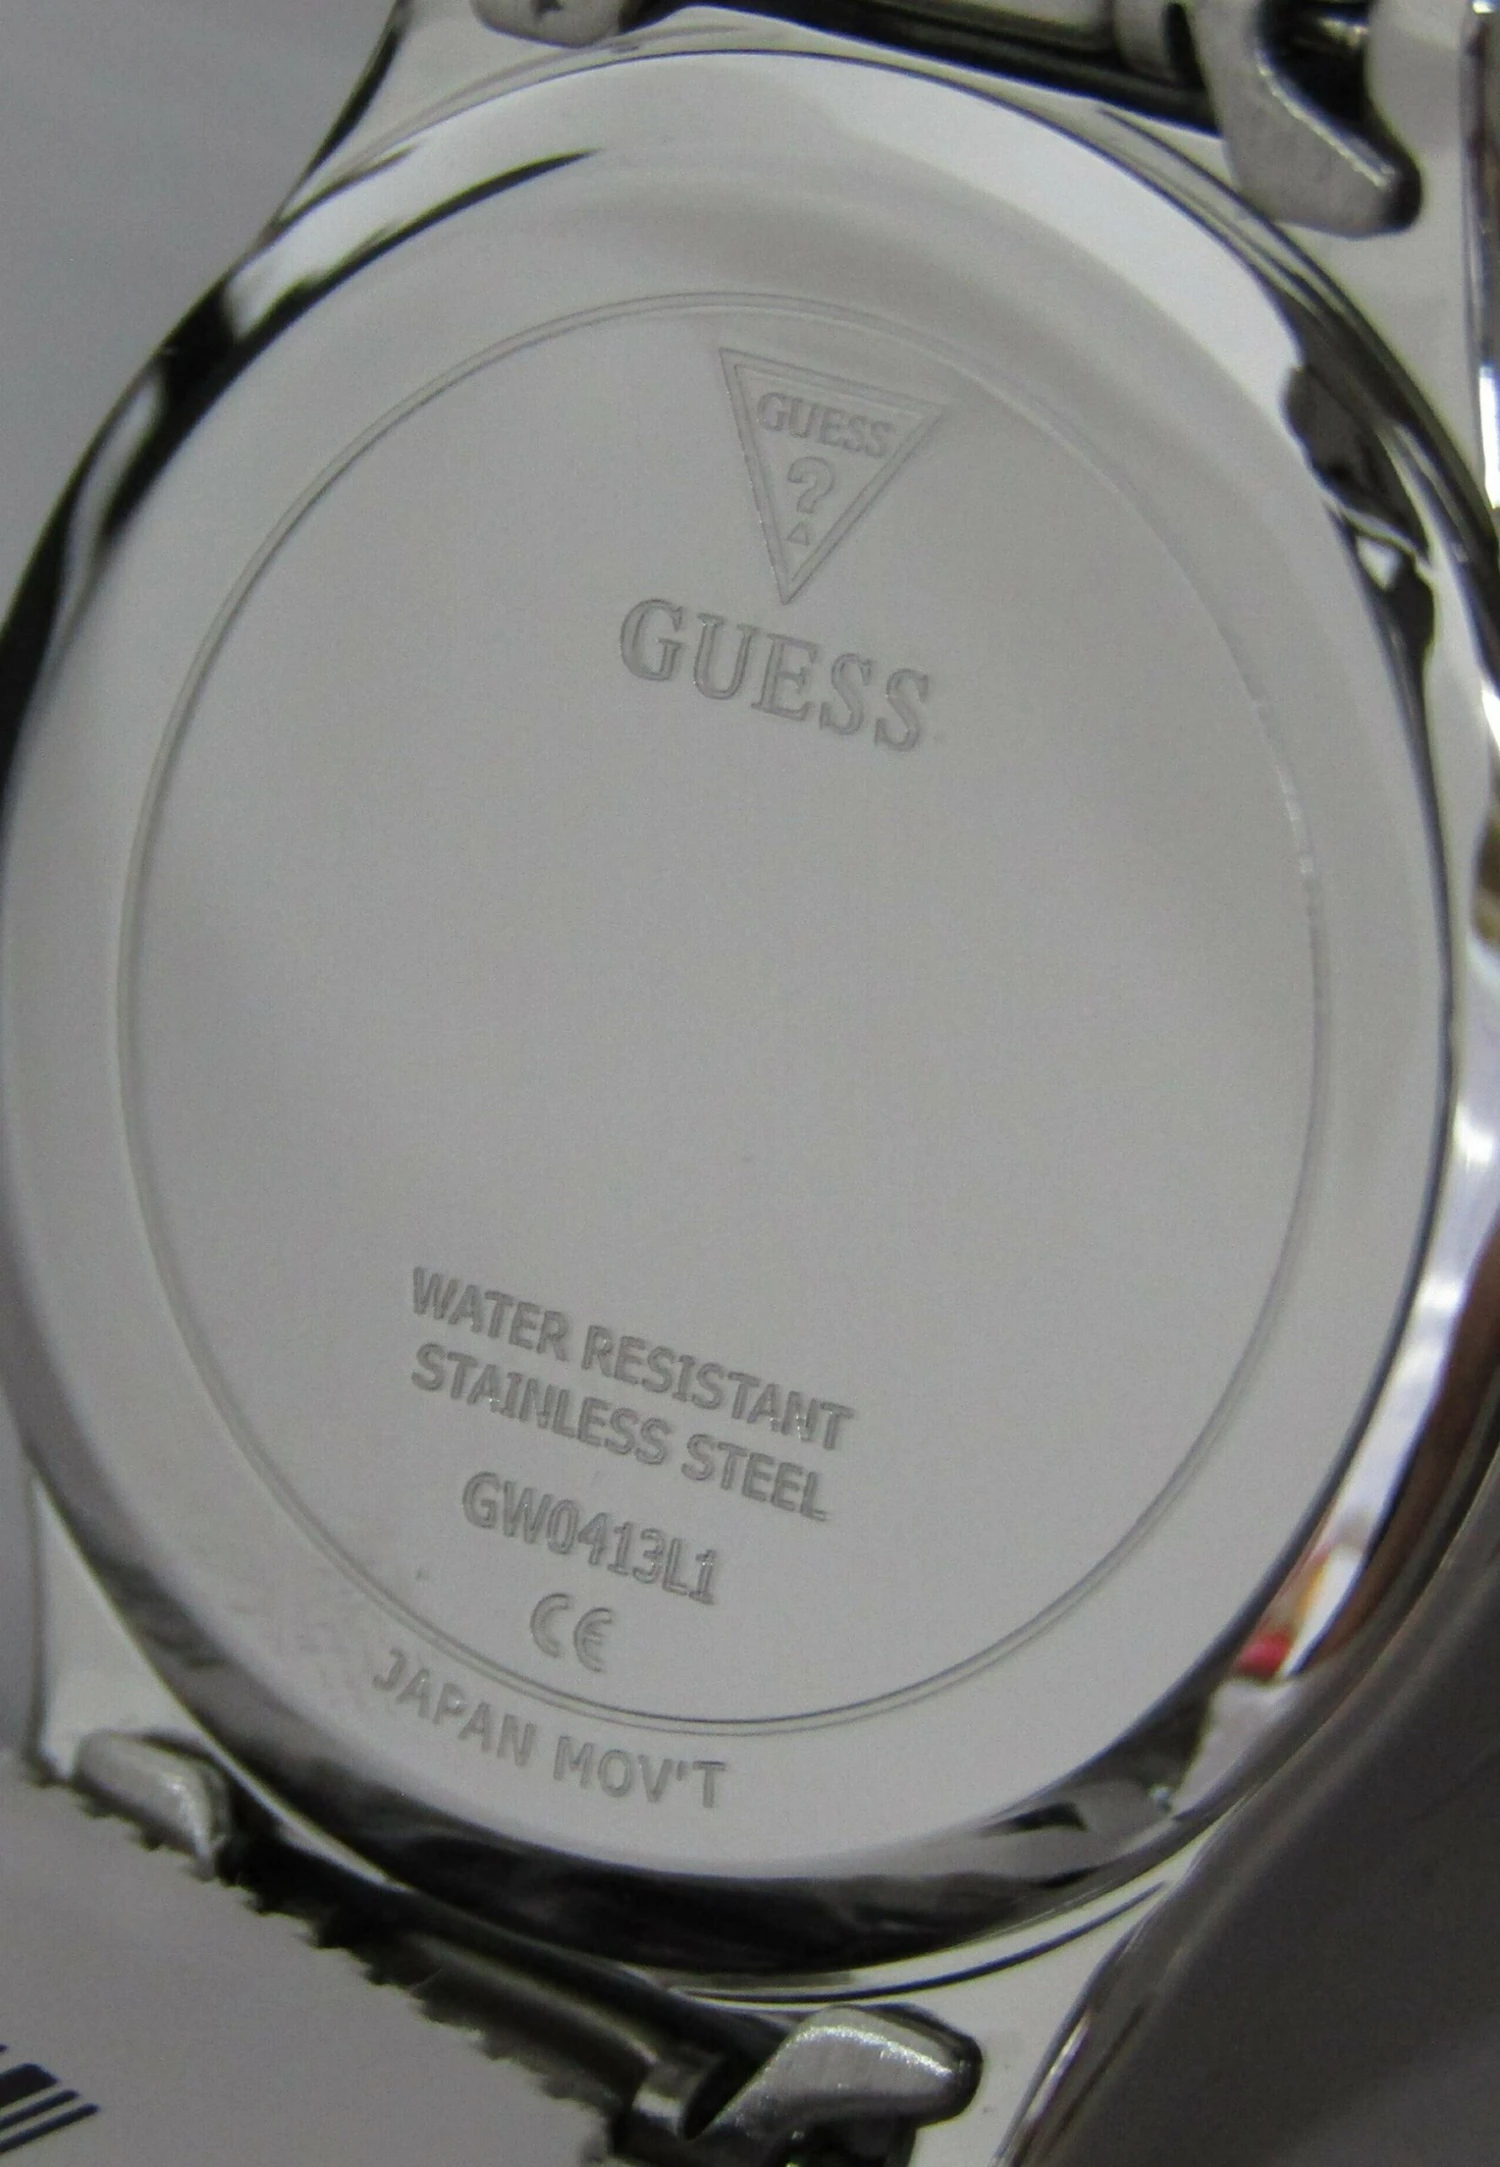 GUESS
?
GUESS
WATER RESISTANT
STAINLESS STEEL
GW0413L1
CE
JAPAN MOV'T